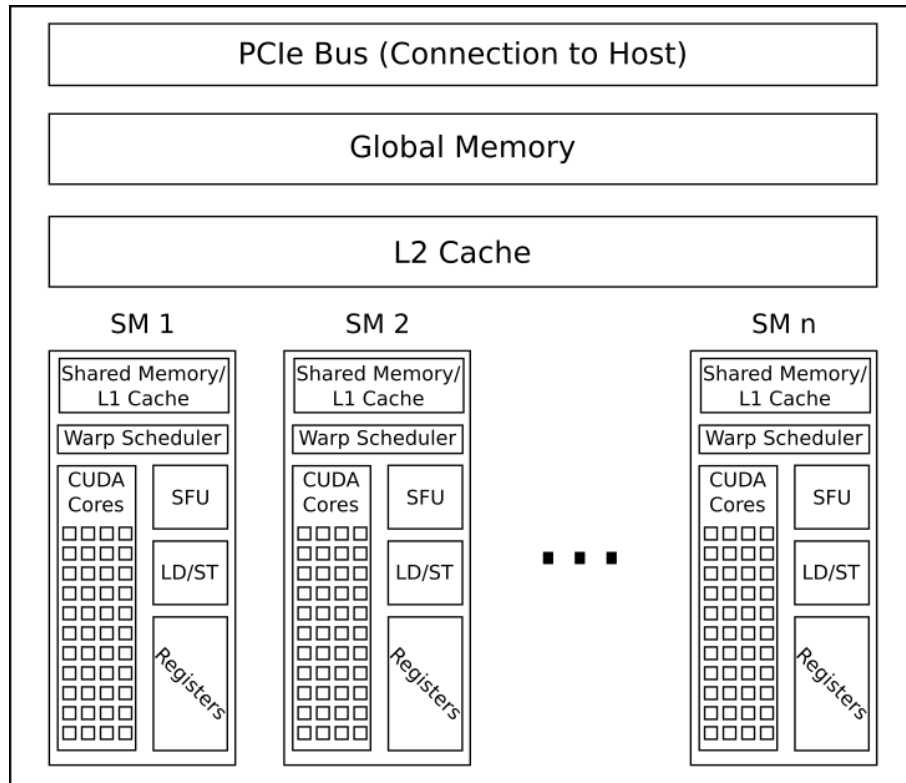 PCIe Bus (Connection to Host)
Global Memory
L2 Cache
SM 1
Shared Memory/
L1 Cache
Warp Scheduler
CUDA
Cores
SFU
LD/ST
Registers
SM 2
Shared Memory/
L1 Cache
Warp Scheduler
CUDA
Cores
SFU
LD/ST
Registers
SM n
Shared Memory/
L1 Cache
Warp Scheduler
CUDA
Cores
SFU
LD/ST
Registers